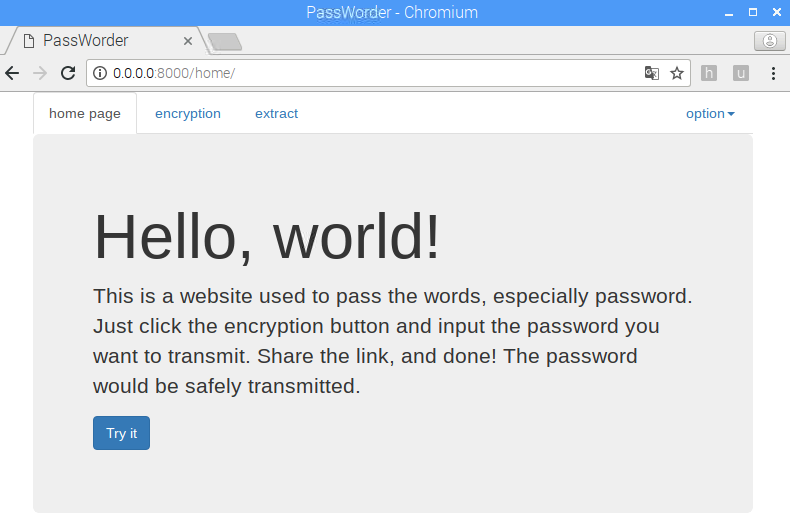 PassWorder - Chromium
PassWorder
0.0.0.0:8000/home/
h u
home page encryption extract option
Hello, world!
This is a website used to pass the words, especially password.
Just click the encryption button and input the password you
want to transmit. Share the link, and done! The password
would be safely transmitted.
Try it